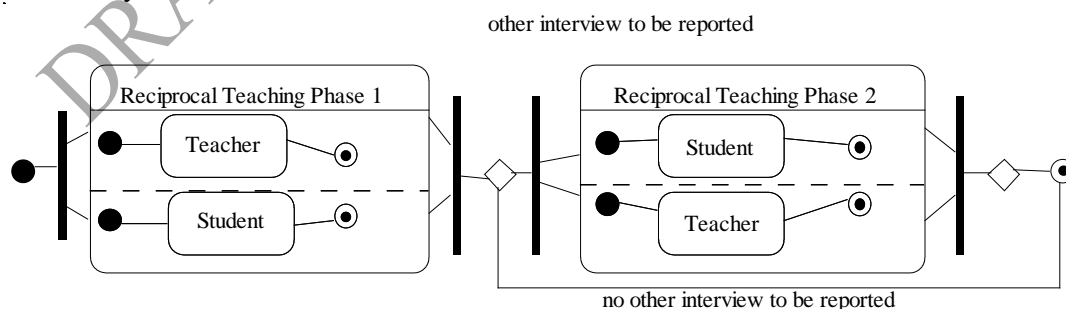 other interview to be reported
DRA
Reciprocal Teaching Phase 1
Reciprocal Teaching Phase 2
Teacher
Student
Student
Teacher
no other interview to be reported